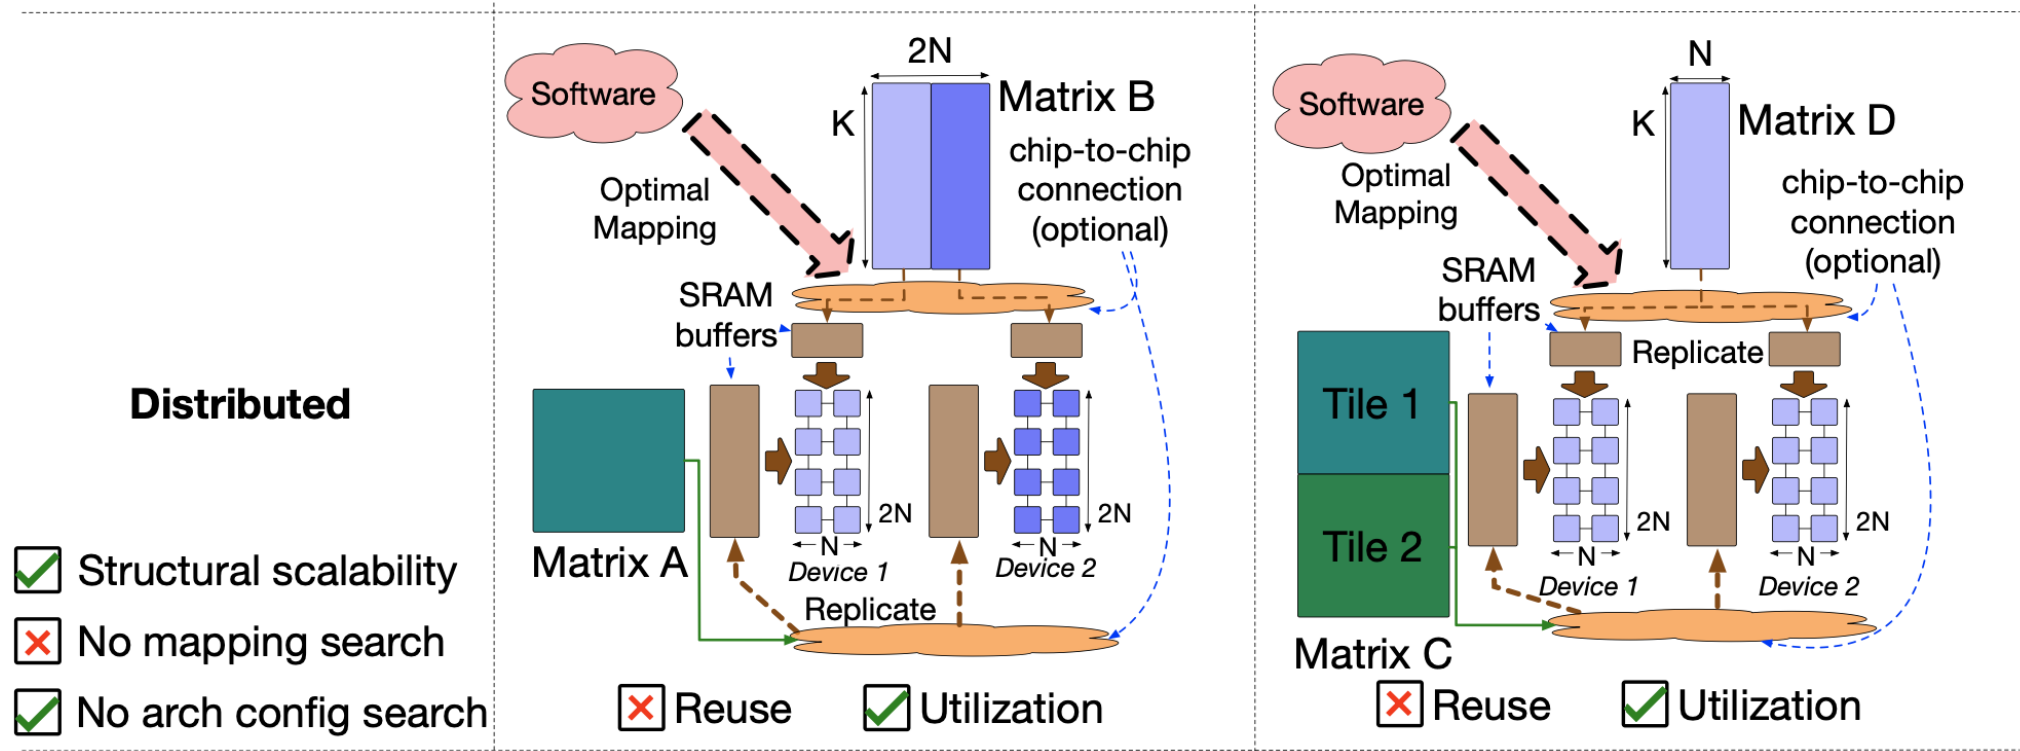 Distributed
Structural scalability
No mapping search
No arch config search
Software
Optimal
Mapping
2N
K
Matrix B
chip-to-chip
connection
(optional)
SRAM
buffers
Matrix A
2N
N
Device 1
2N
N
Device 2
Replicate
Reuse
Utilization
Software
Optimal
Mapping
N
K
Matrix D
chip-to-chip
connection
(optional)
SRAM
buffers
Replicate
Tile 1
Tile 2
Matrix C
2N
N
Device 1
2N
N
Device 2
Reuse
Utilization